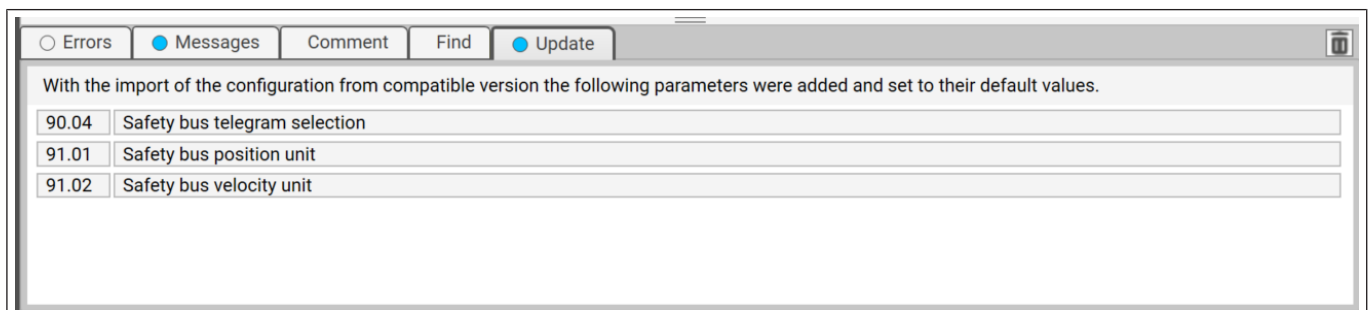 Errors Messages Comment Find Update
With the import of the configuration from compatible version the following parameters were added and set to their default values.
90.04 Safety bus telegram selection
91.01 Safety bus position unit
91.02 Safety bus velocity unit